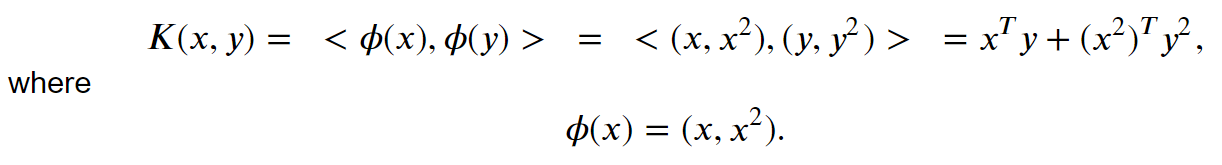 K(x, y) = < ϕ(x), ϕ(y) > = < (x, x²), (y, y²) > = xᵀy + (x²)ᵀy²,
where
ϕ(x) = (x, x²).